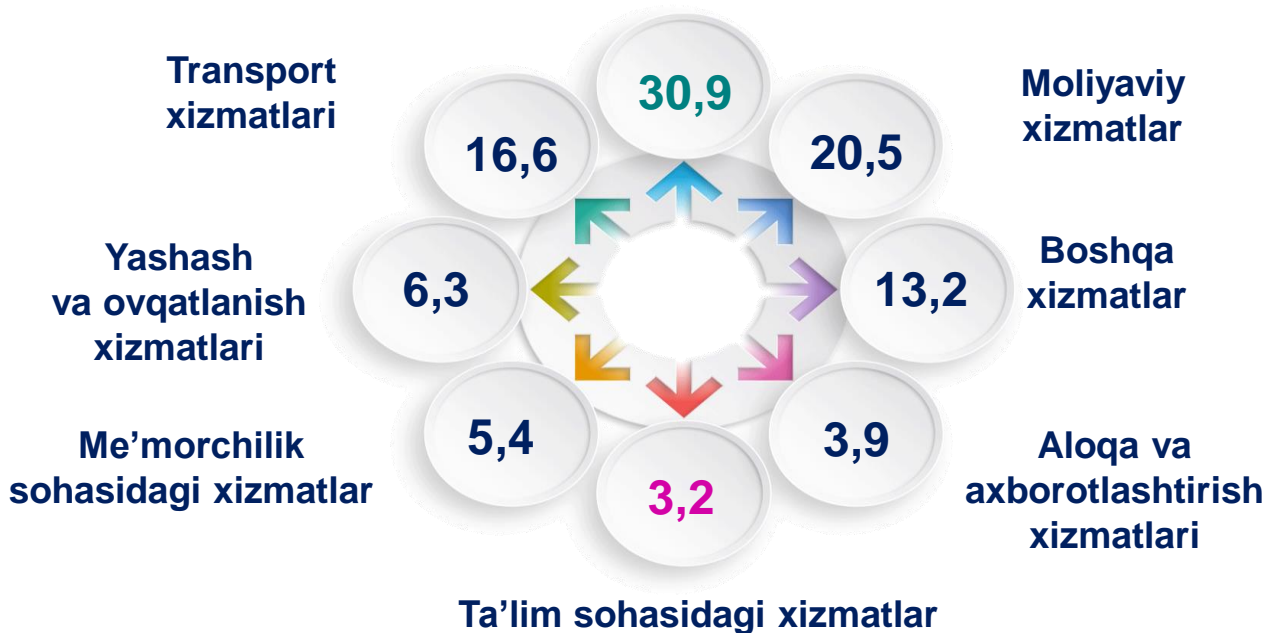 30,9
Transport
xizmatlari
16,6
Moliyaviy
xizmatlar
20,5
Yashash
va ovqatlanish
xizmatlari
6,3
Boshqa
xizmatlar
13,2
Me’morchilik
sohasidagi xizmatlar
5,4
Aloqa va
axborotlashtirish
xizmatlari
3,9
3,2
Ta’lim sohasidagi xizmatlar